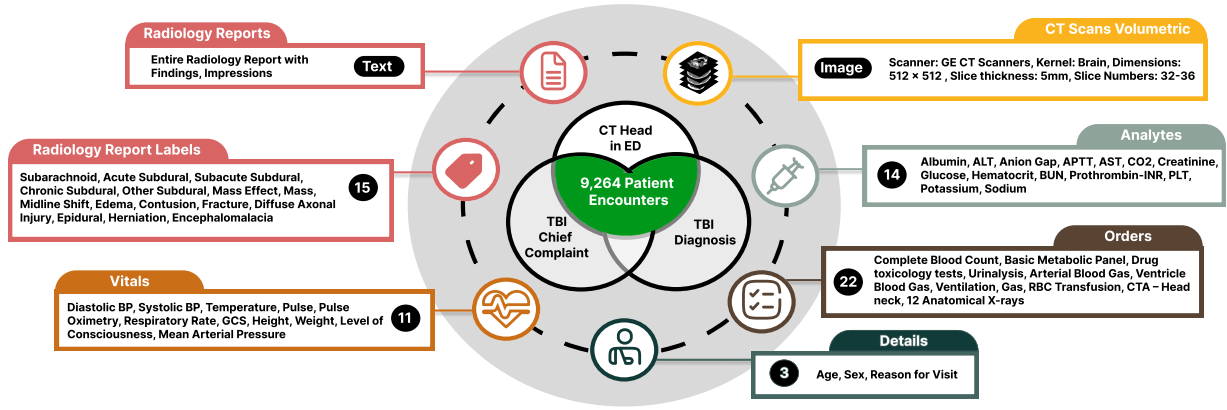 Radiology Reports
Entire Radiology Report with
Findings, Impressions
Text
CT Scans Volumetric
Image
Scanner: GE CT Scanners, Kernel: Brain, Dimensions:
512 × 512 , Slice thickness: 5mm, Slice Numbers: 32-36
Radiology Report Labels
Subarachnoid, Acute Subdural, Subacute Subdural,
Chronic Subdural, Other Subdural, Mass Effect, Mass,
Midline Shift, Edema, Contusion, Fracture, Diffuse Axonal
Injury, Epidural, Herniation, Encephalomalacia
15
CT Head
in ED
9,264 Patient
Encounters
TBI
Chief
Complaint
TBI
Diagnosis
Analytes
14
Albumin, ALT, Anion Gap, APTT, AST, CO2, Creatinine,
Glucose, Hematocrit, BUN, Prothrombin-INR, PLT,
Potassium, Sodium
Vitals
Diastolic BP, Systolic BP, Temperature, Pulse, Pulse
Oximetry, Respiratory Rate, GCS, Height, Weight, Level of
Consciousness, Mean Arterial Pressure
11
Orders
22
Complete Blood Count, Basic Metabolic Panel, Drug
toxicology tests, Urinalysis, Arterial Blood Gas, Ventricle
Blood Gas, Ventilation, Gas, RBC Transfusion, CTA – Head
neck, 12 Anatomical X-rays
Details
3
Age, Sex, Reason for Visit